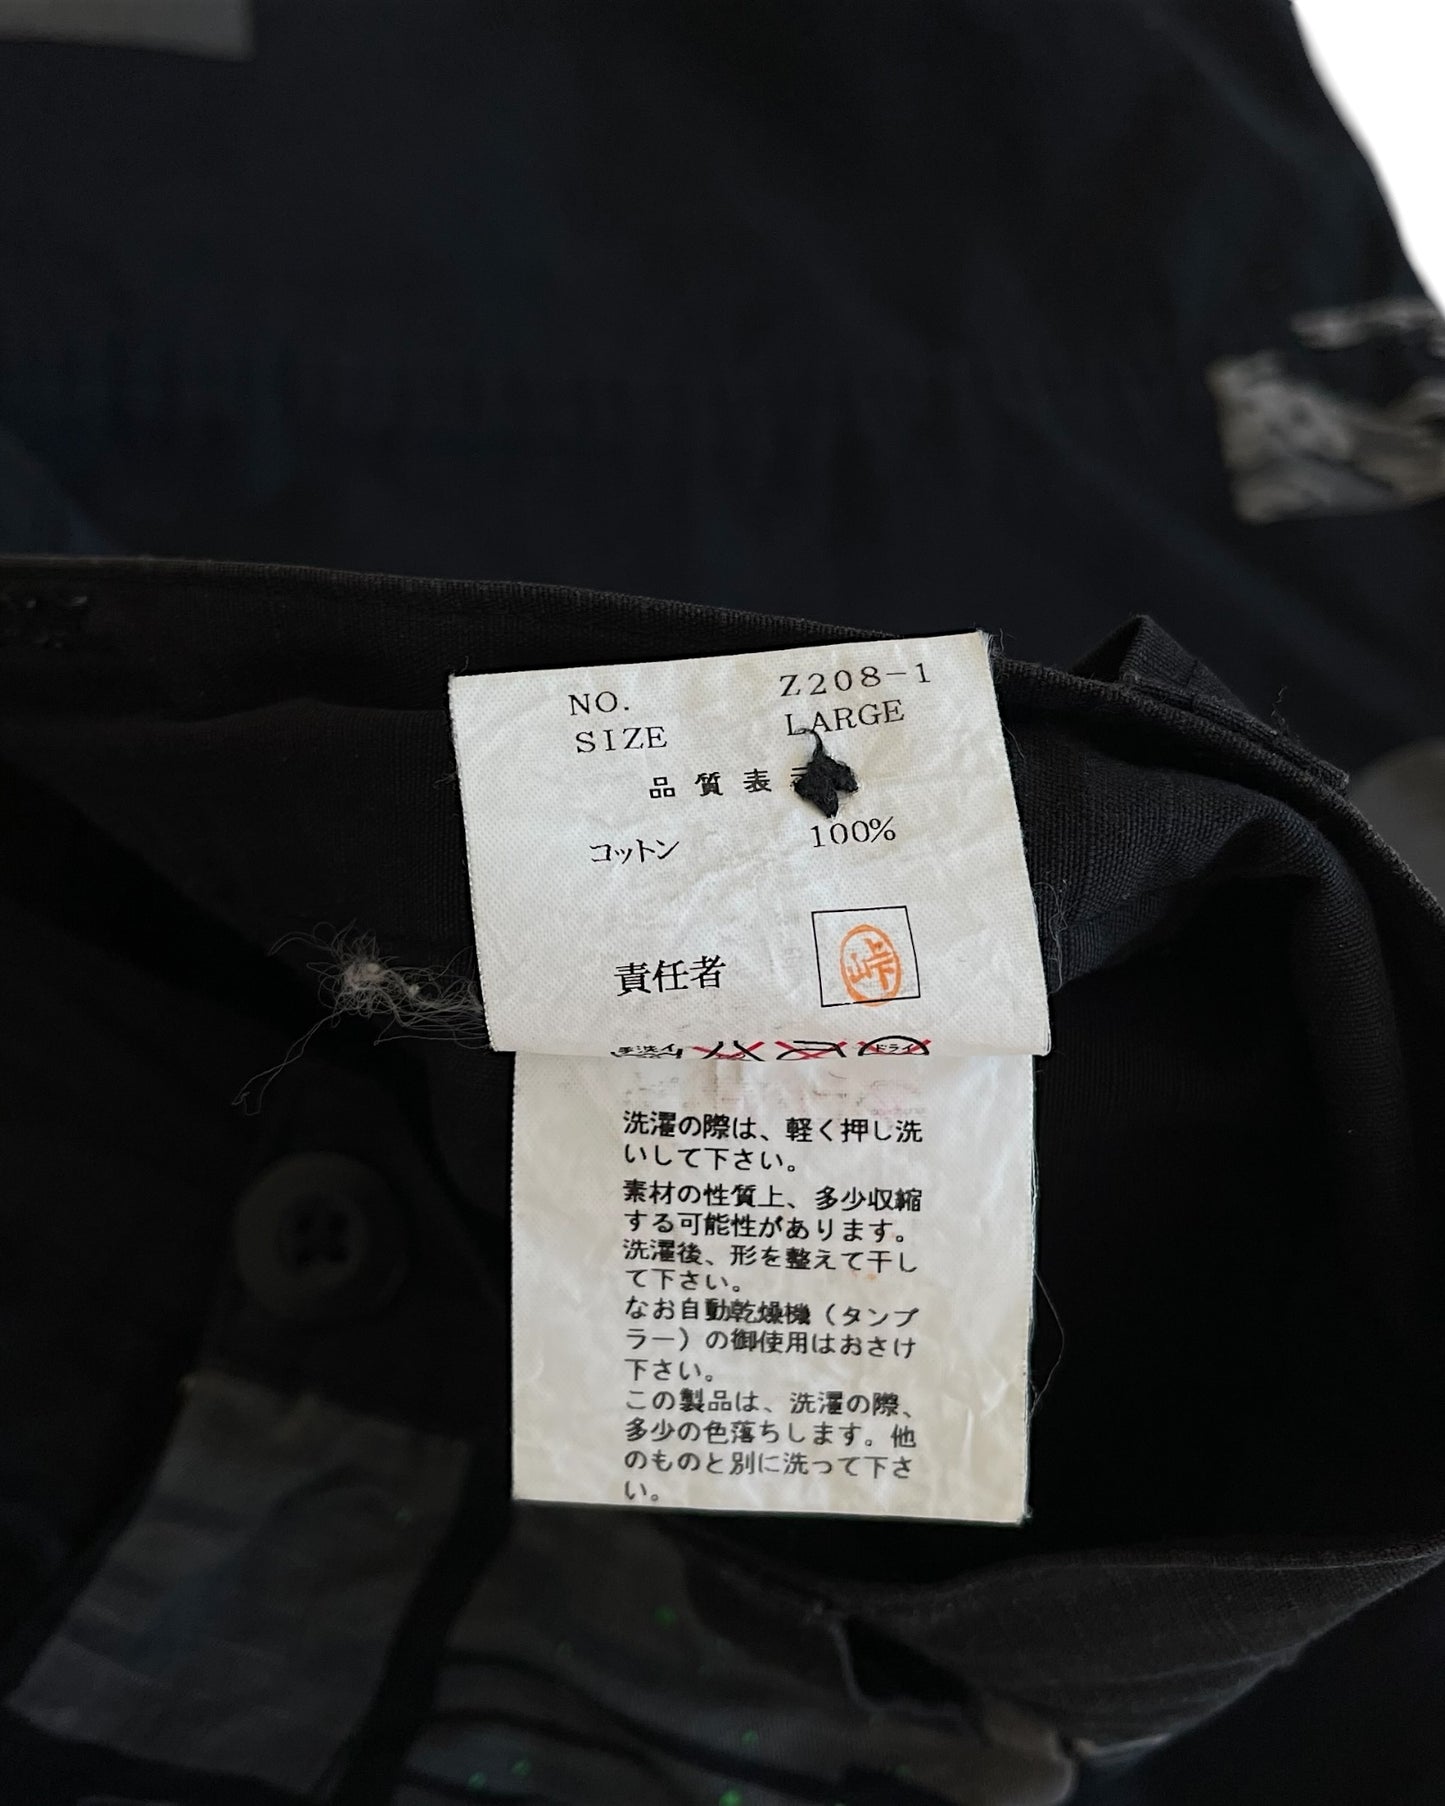 NO. Z208-1
SIZE LARGE
品質表示
コットン 100%
責任者 峠
ドライ
洗濯の際は、軽く押し洗
いして下さい。
素材の性質上、多少収縮
する可能性があります。
洗濯後、形を整えて干し
て下さい。
なお自動乾燥機(タンブ
ラー)の御使用はおさけ
下さい。
この製品は、洗濯の際、
多少の色落ちします。他
のものと別に洗って下さ
い。